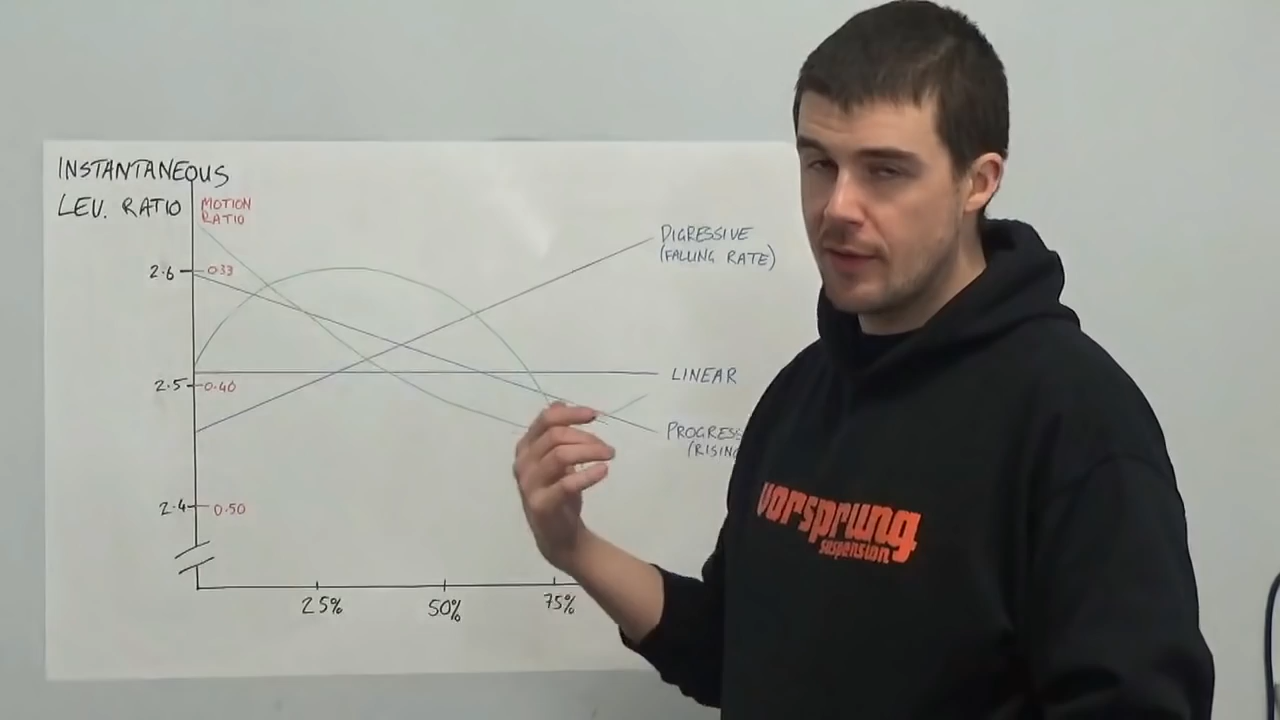 INSTANTANEOUS
LEV. RATIO
MOTION
RATIO
2.6
0.33
2.5
0.40
2.4
0.50
25%
50%
75%
DIGRESSIVE
(FALLING RATE)
LINEAR
PROGRESS
(RISING
vorsprung
suspension